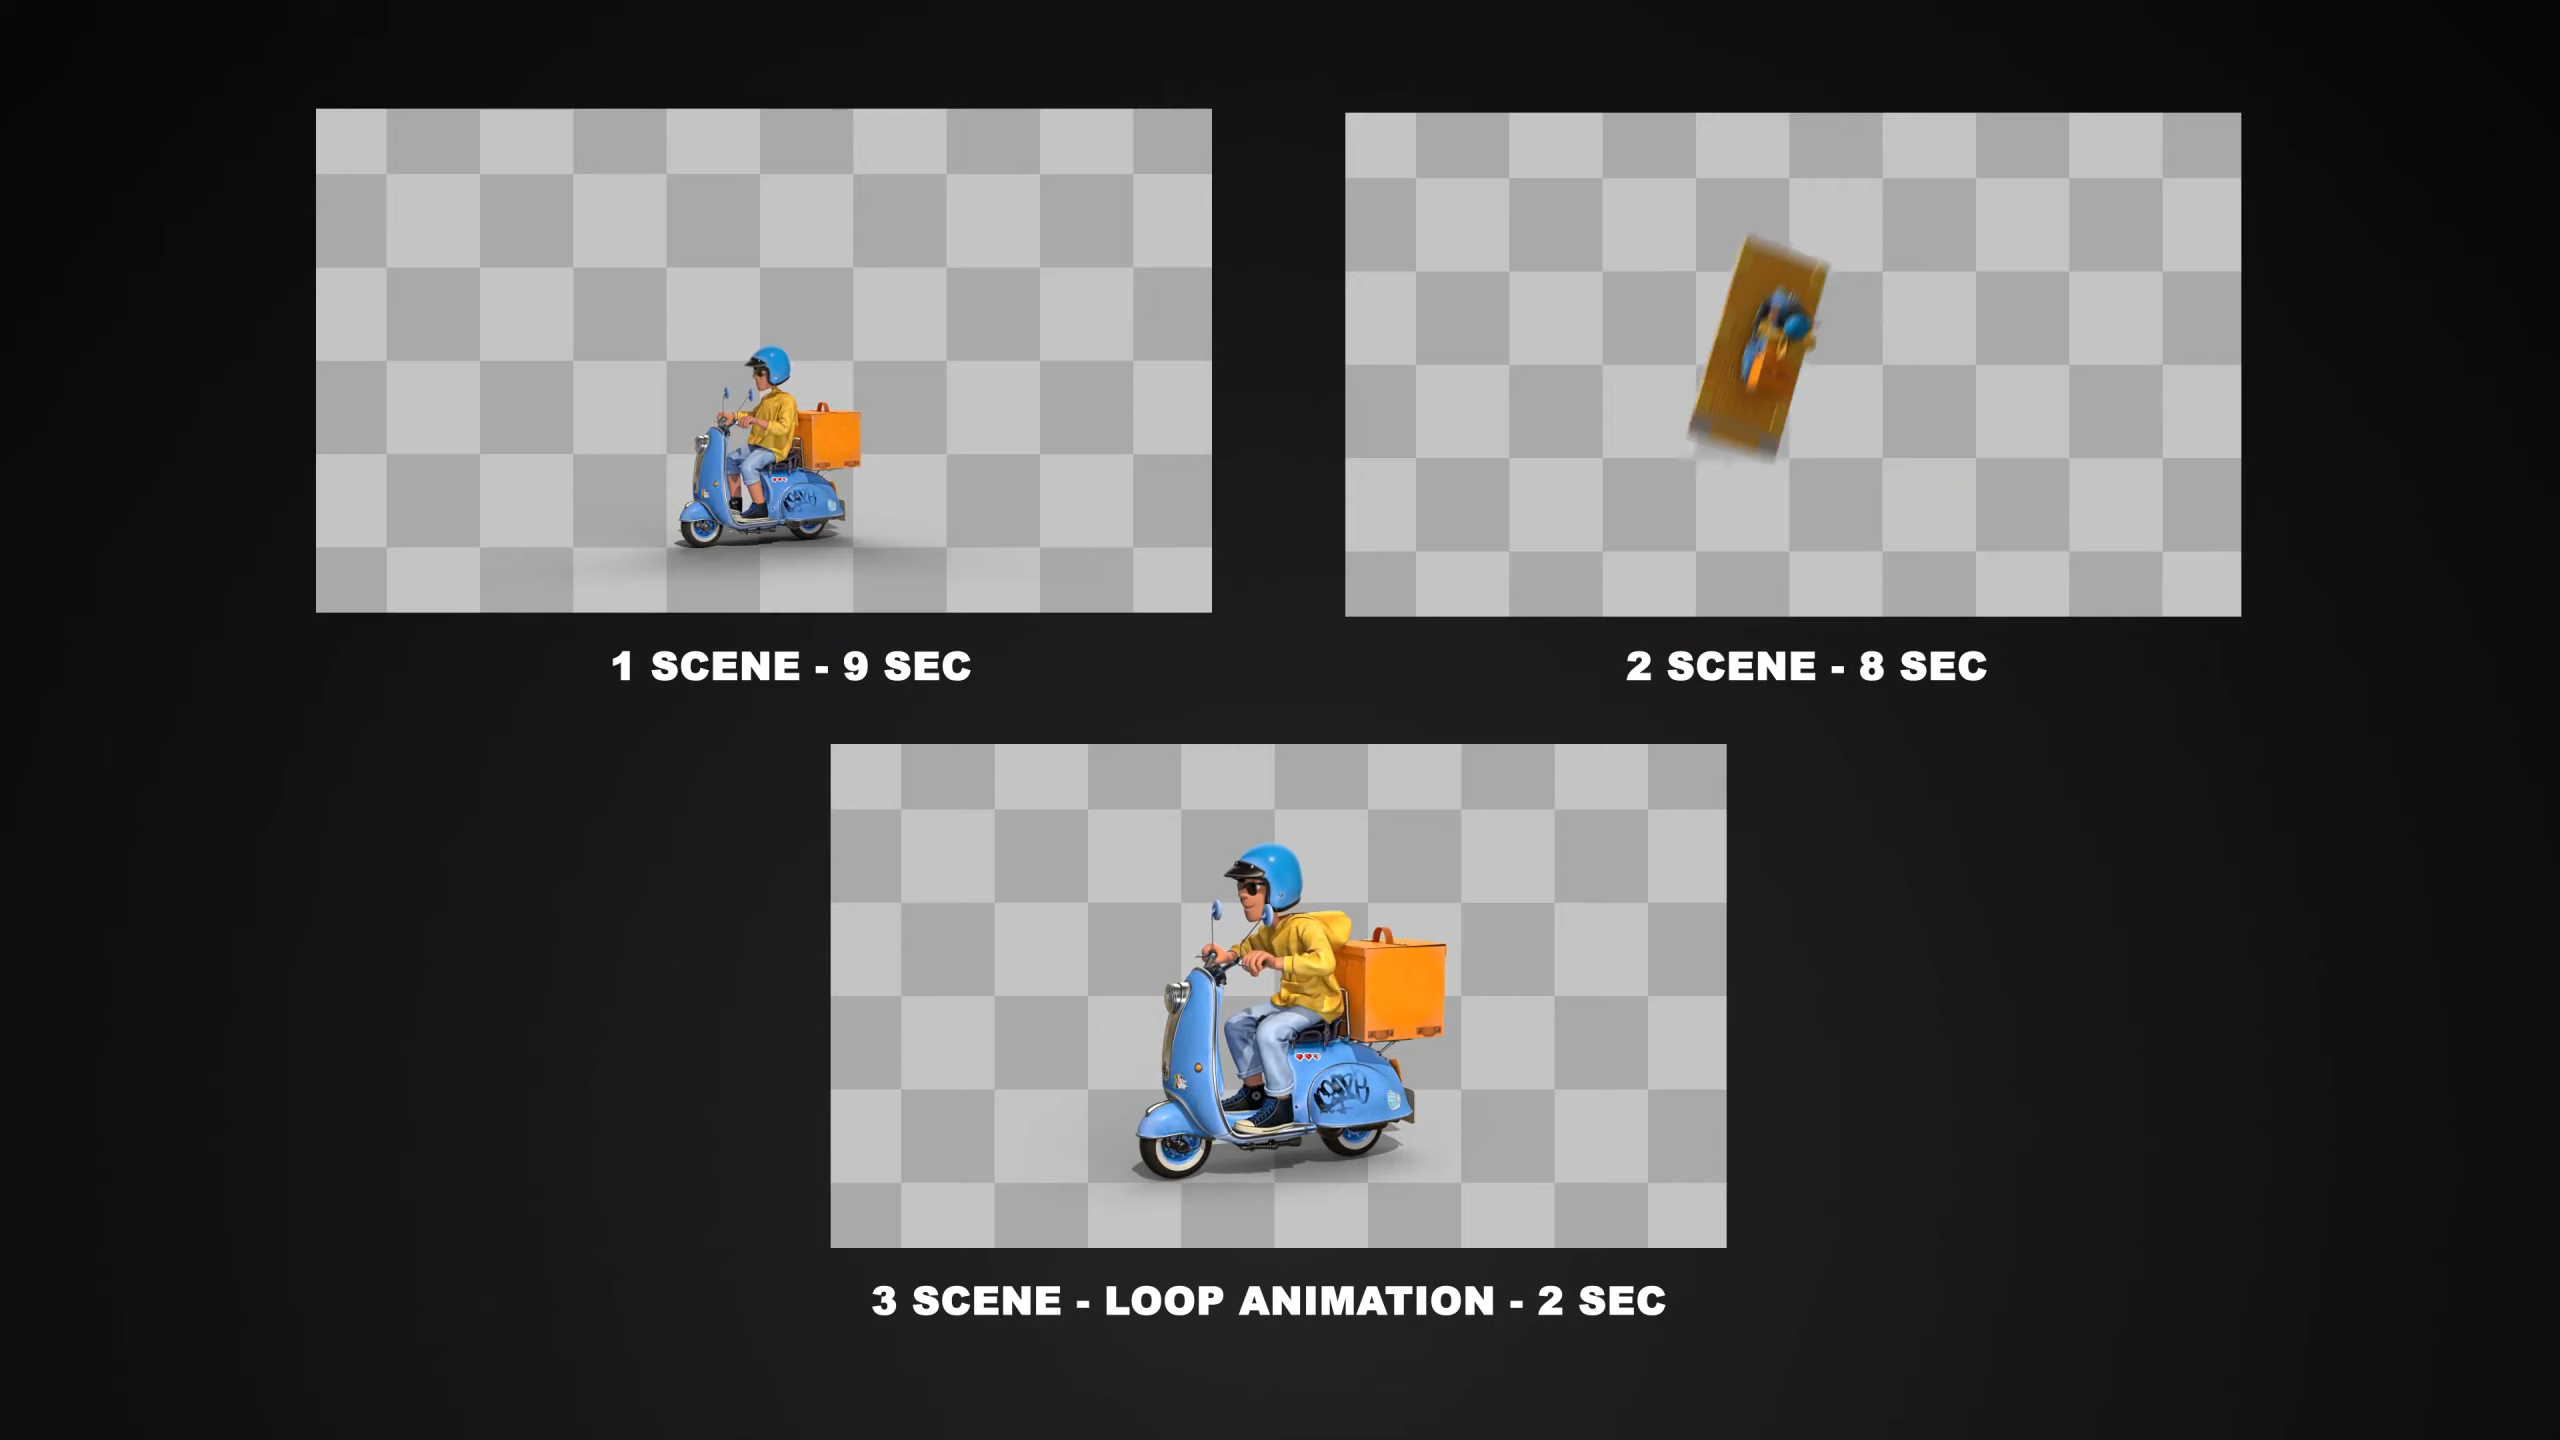 1 SCENE - 9 SEC
2 SCENE - 8 SEC
3 SCENE - LOOP ANIMATION - 2 SEC